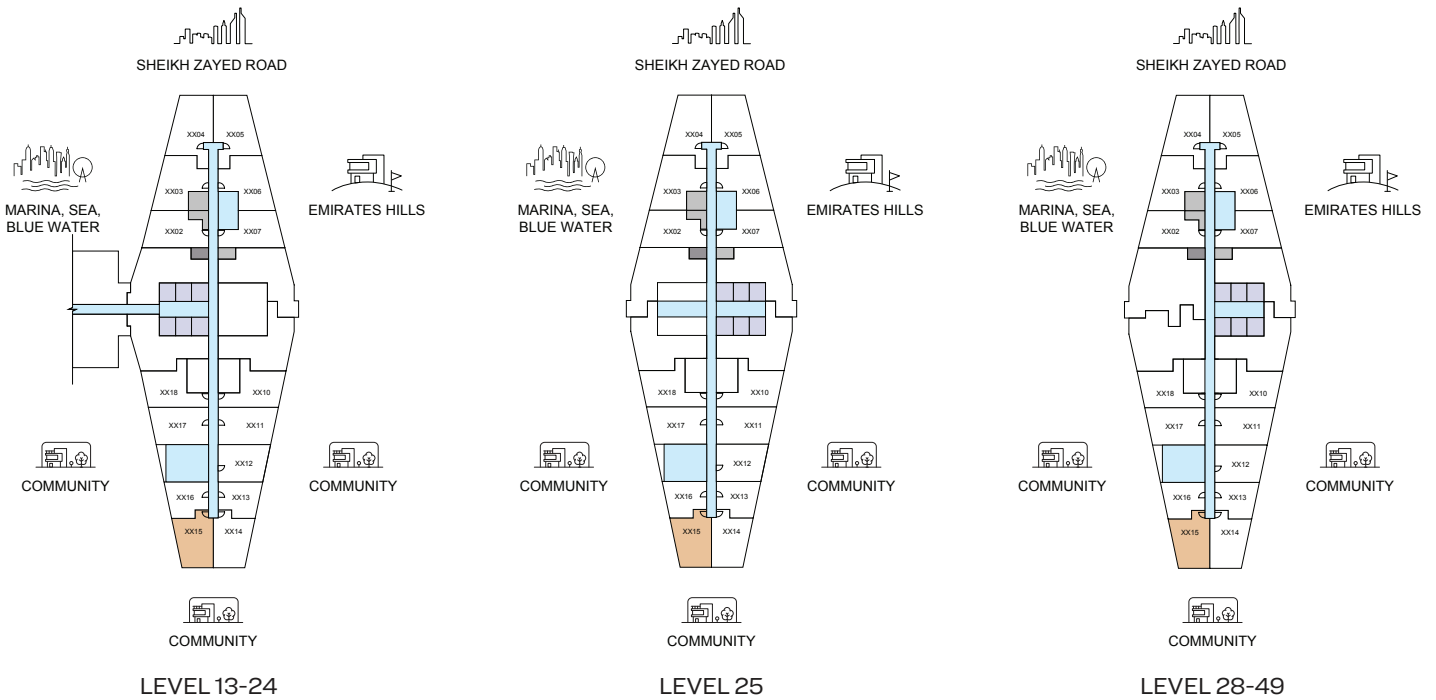 SHEIKH ZAYED ROAD
XX04 XX05
MARINA, SEA,
BLUE WATER
EMIRATES HILLS
XX03 XX06
XX02 XX07
XX18 XX10
XX17 XX11
XX12
COMMUNITY
COMMUNITY
XX16 XX13
XX15 XX14
COMMUNITY
LEVEL 13-24
SHEIKH ZAYED ROAD
XX04 XX05
MARINA, SEA,
BLUE WATER
EMIRATES HILLS
XX03 XX06
XX02 XX07
XX18 XX10
XX17 XX11
XX12
COMMUNITY
COMMUNITY
XX16 XX13
XX15 XX14
COMMUNITY
LEVEL 25
SHEIKH ZAYED ROAD
XX04 XX05
MARINA, SEA,
BLUE WATER
EMIRATES HILLS
XX03 XX06
XX02 XX07
XX18 XX10
XX17 XX11
XX12
COMMUNITY
COMMUNITY
XX16 XX13
XX15 XX14
COMMUNITY
LEVEL 28-49